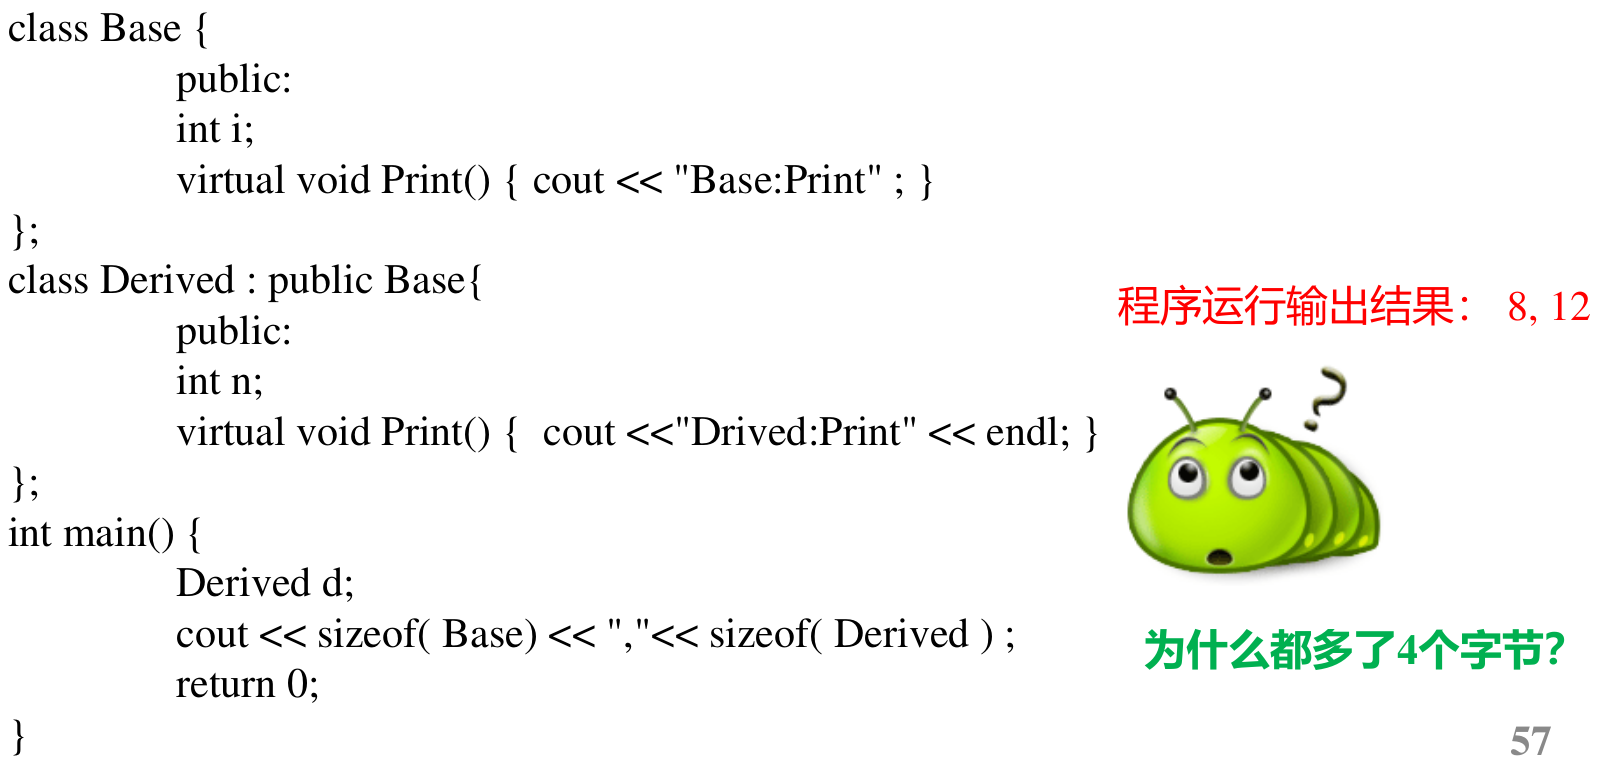 class Base {
public:
int i;
virtual void Print() { cout << "Base:Print" ; }
};
class Derived : public Base{
public:
int n;
virtual void Print() { cout <<"Drived:Print" << endl; }
};
int main() {
Derived d;
cout << sizeof( Base) << ","<< sizeof( Derived ) ;
return 0;
}
程序运行输出结果： 8, 12
为什么都多了4个字节？
57